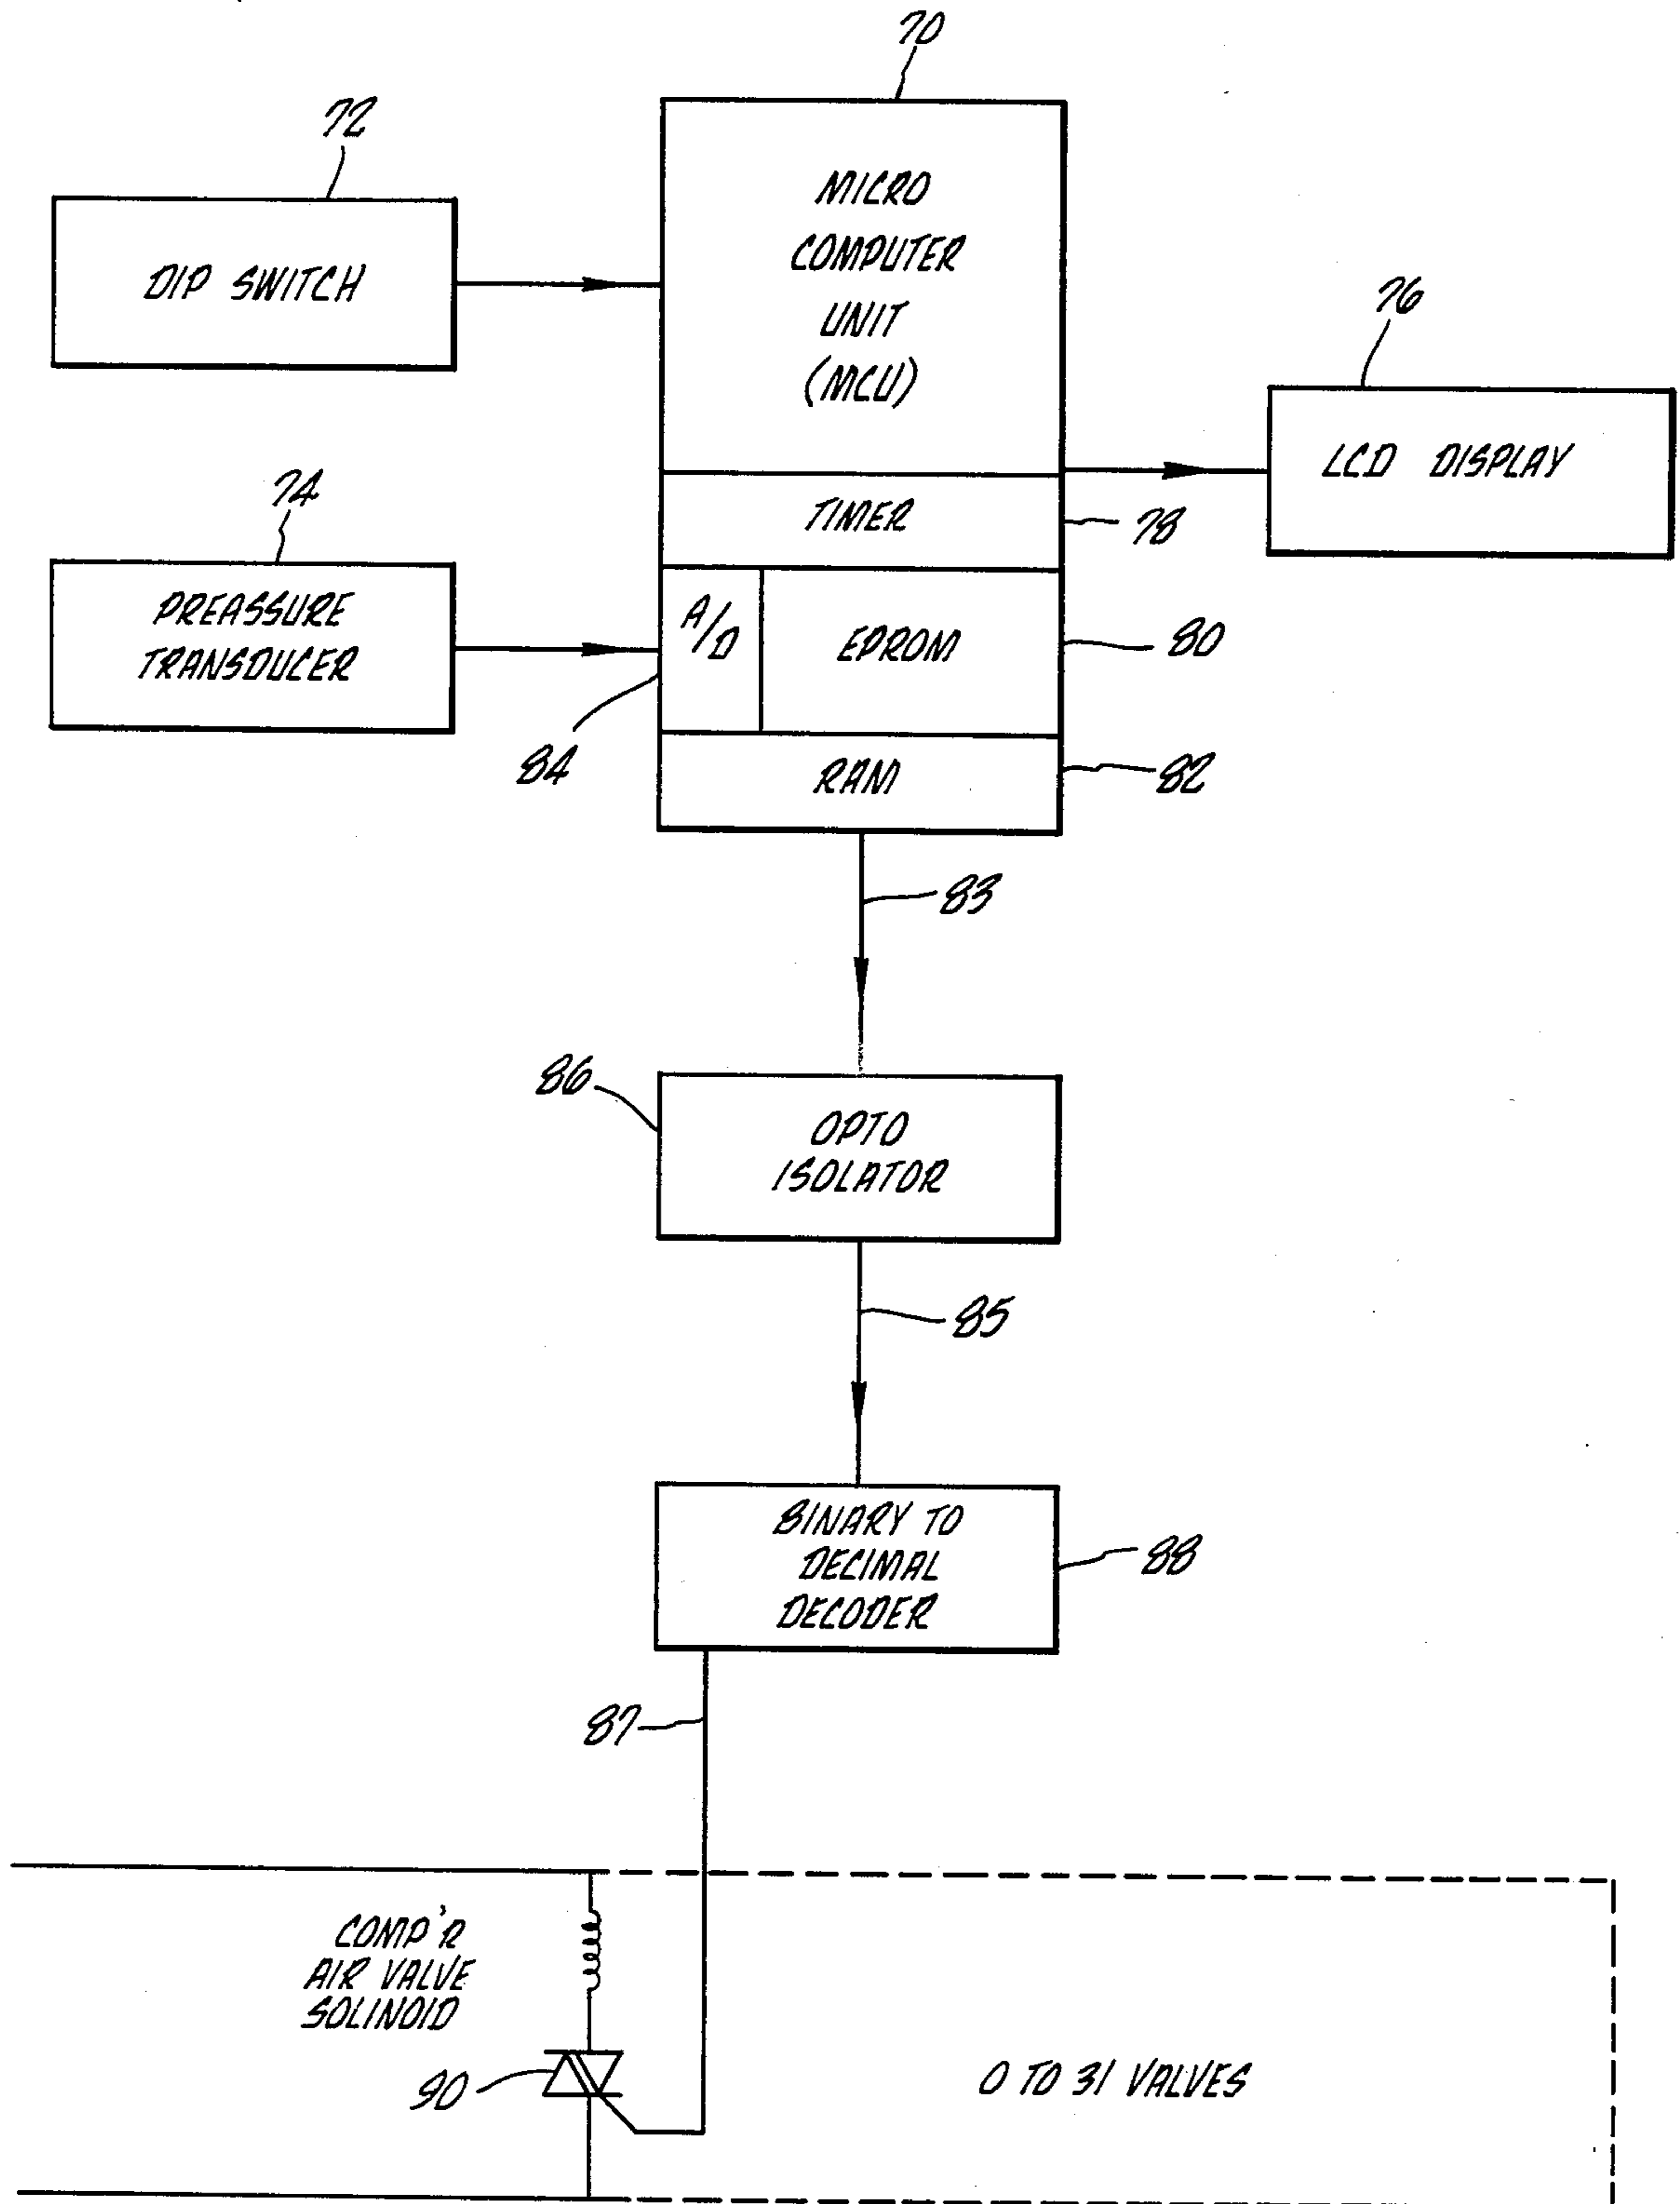 70
72
MICRO
COMPUTER
UNIT
(MCU)
DIP SWITCH
76
LCD DISPLAY
74
TIMER
78
PREASSURE
TRANSDUCER
A/D
EPROM
80
84
RAM
82
83
86
OPTO
ISOLATOR
85
BINARY TO
DECIMAL
DECODER
88
87
COMP'R
AIR VALVE
SOLINOID
90
0 TO 31 VALVES